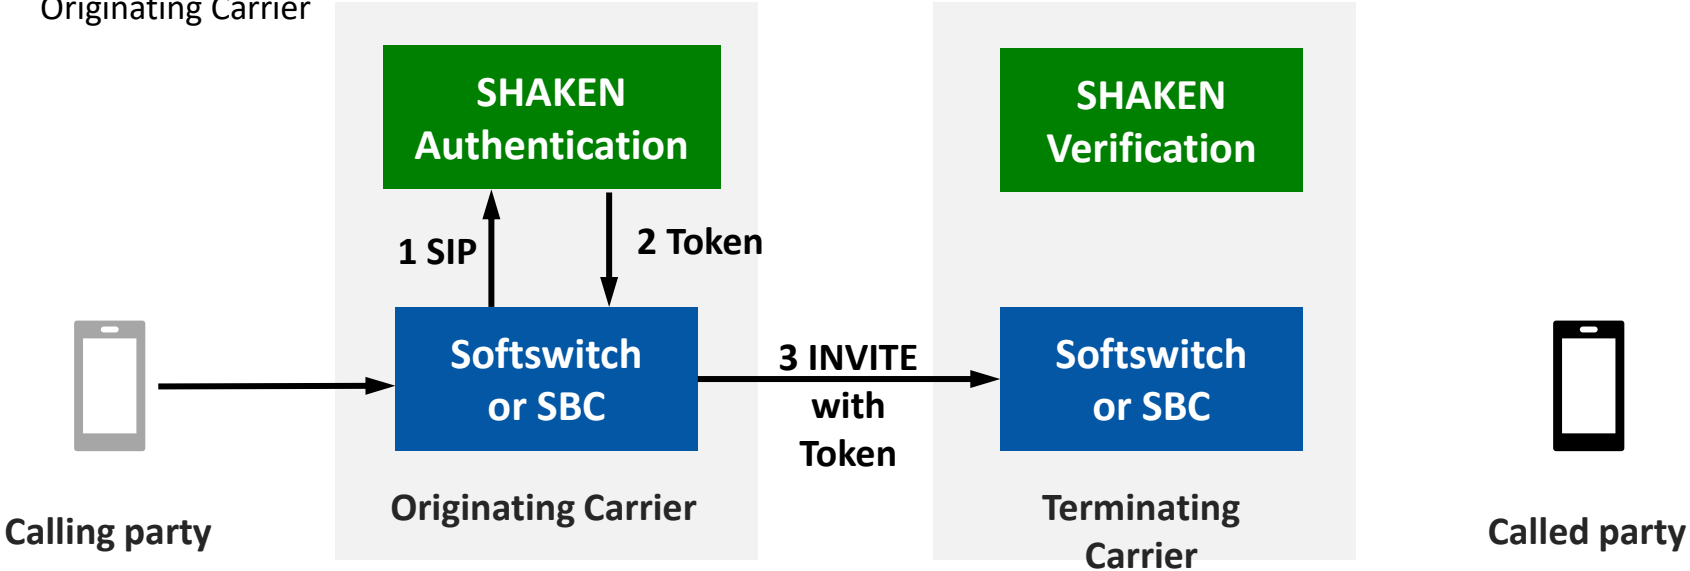 Originating Carrier
SHAKEN
Authentication
SHAKEN
Verification
1 SIP
2 Token
Softswitch
or SBC
3 INVITE
with
Token
Softswitch
or SBC
Calling party
Originating Carrier
Terminating
Carrier
Called party